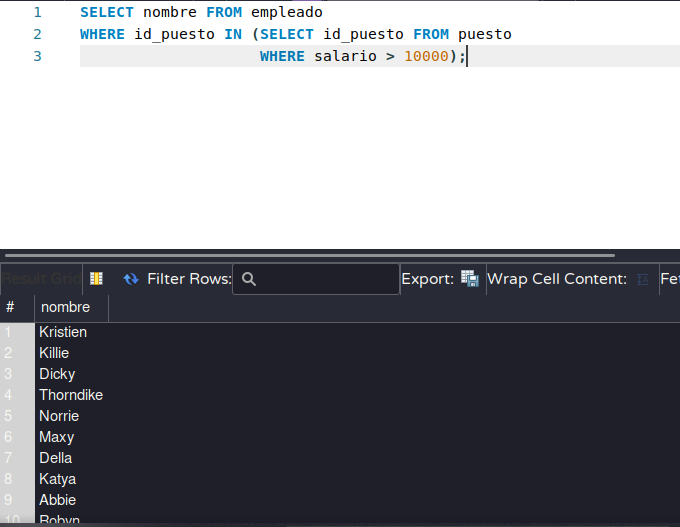 1 SELECT nombre FROM empleado
2 WHERE id_puesto IN (SELECT id_puesto FROM puesto
3 WHERE salario > 10000);
Result Grid Filter Rows: Export: Wrap Cell Content: Fet
# nombre
1 Kristien
2 Killie
3 Dicky
4 Thorndike
5 Norrie
6 Maxy
7 Della
8 Katya
9 Abbie
10 Robyn